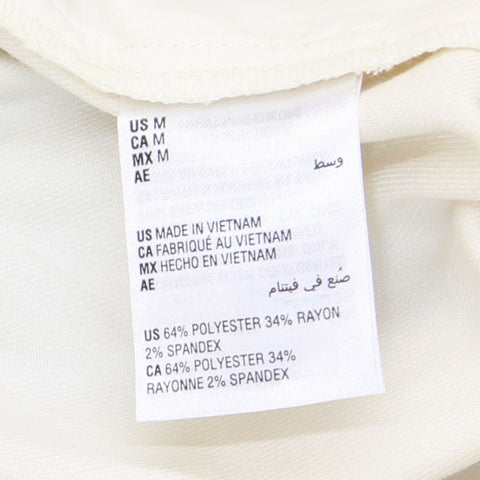 US M
CA M
MX M
AE وسط
US MADE IN VIETNAM
CA FABRIQUÉ AU VIETNAM
MX HECHO EN VIETNAM
AE صُنع في فيتنام
US 64% POLYESTER 34% RAYON
2% SPANDEX
CA 64% POLYESTER 34%
RAYONNE 2% SPANDEX